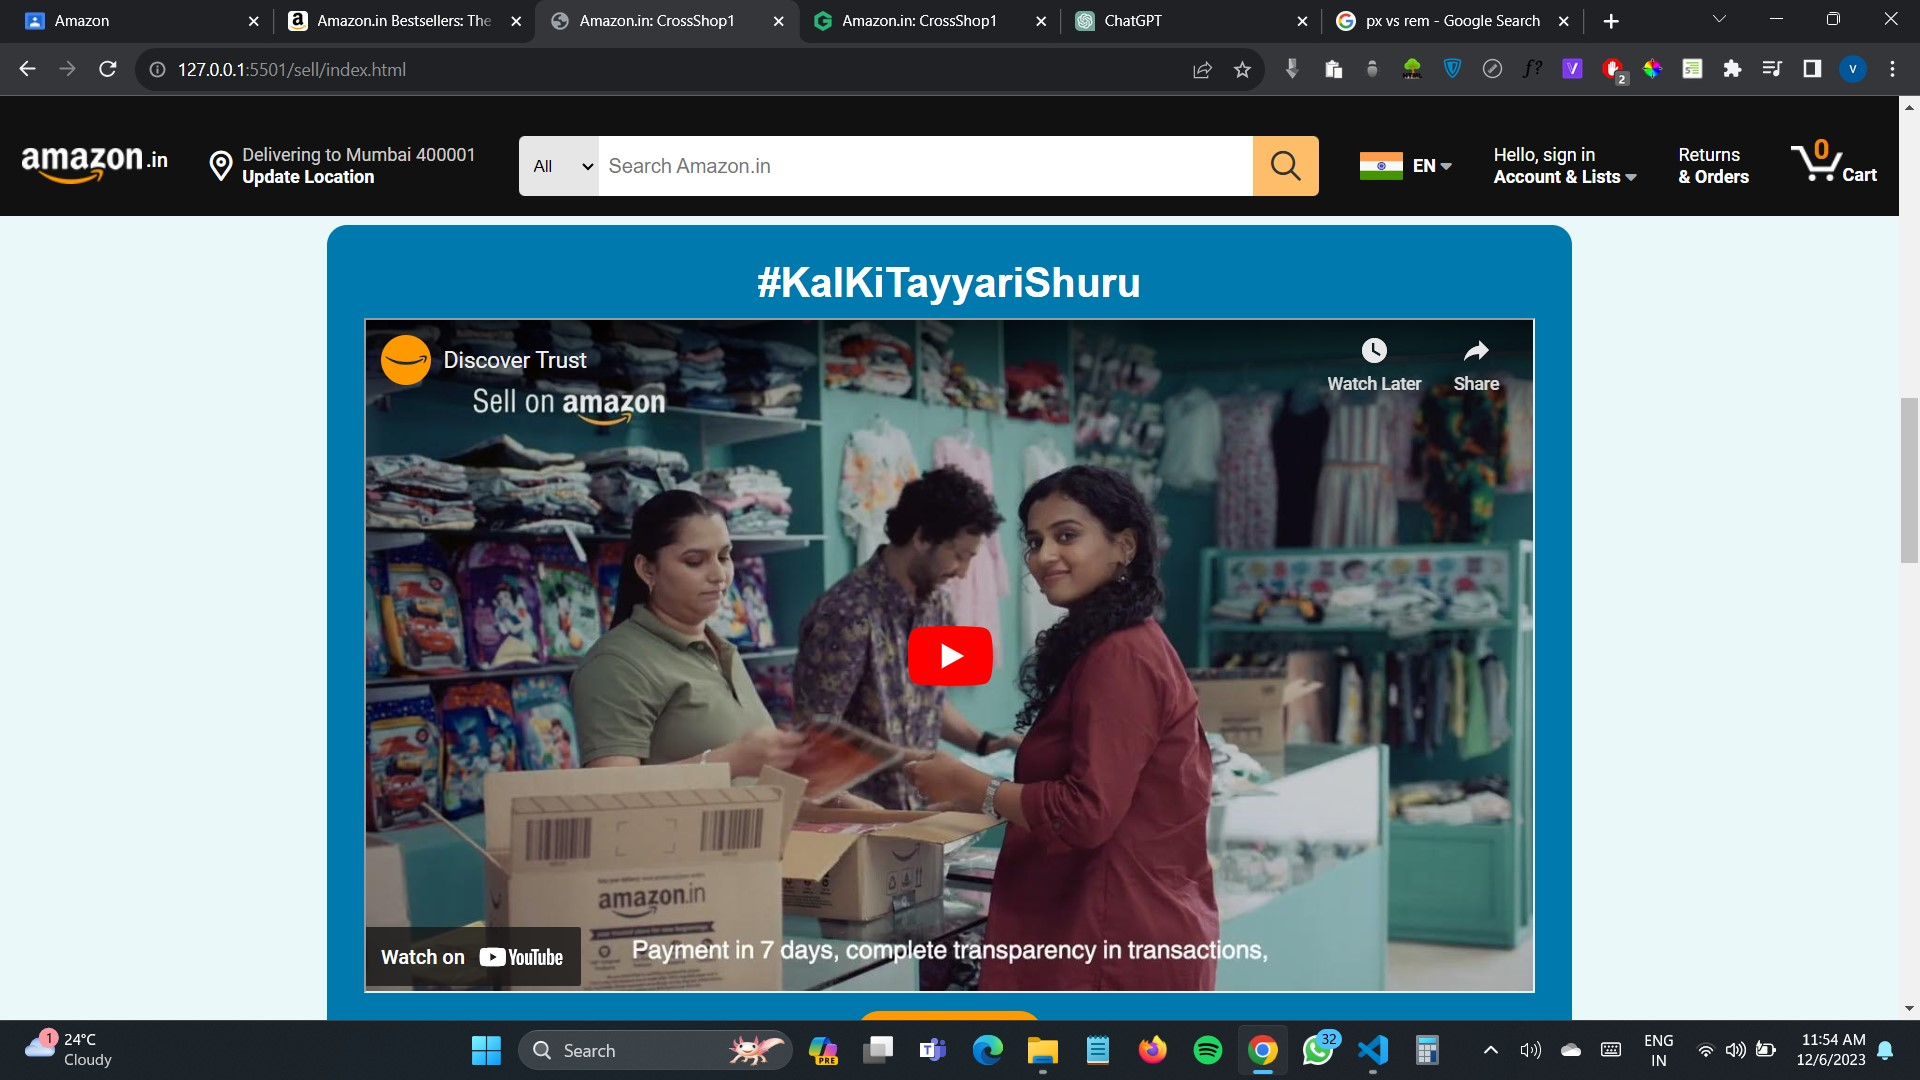 Amazon
Amazon.in Bestsellers: The
Amazon.in: CrossShop1
Amazon.in: CrossShop1
ChatGPT
px vs rem - Google Search
127.0.0.1:5501/sell/index.html
f?
V
2
v
amazon.in
Delivering to Mumbai 400001
Update Location
All
Search Amazon.in
EN
Hello, sign in
Account & Lists
Returns
& Orders
0
Cart
#KalKiTayyariShuru
Discover Trust
Watch Later
Share
Sell on amazon
amazon.in
Watch on YouTube
Payment in 7 days, complete transparency in transactions,
1
24°C
Cloudy
Search
PRE
32
ENG
IN
11:54 AM
12/6/2023